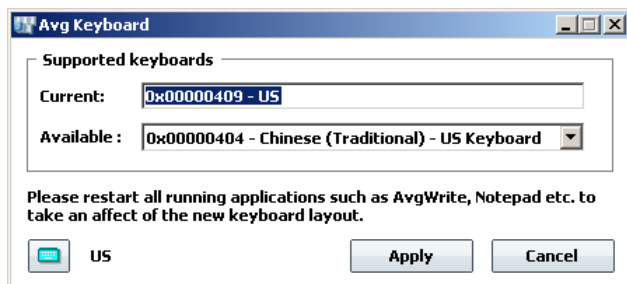 Avg Keyboard
Supported keyboards
Current: 0x00000409 - US
Available : 0x00000404 - Chinese (Traditional) - US Keyboard
Please restart all running applications such as AvgWrite, Notepad etc. to
take an affect of the new keyboard layout.
US Apply Cancel